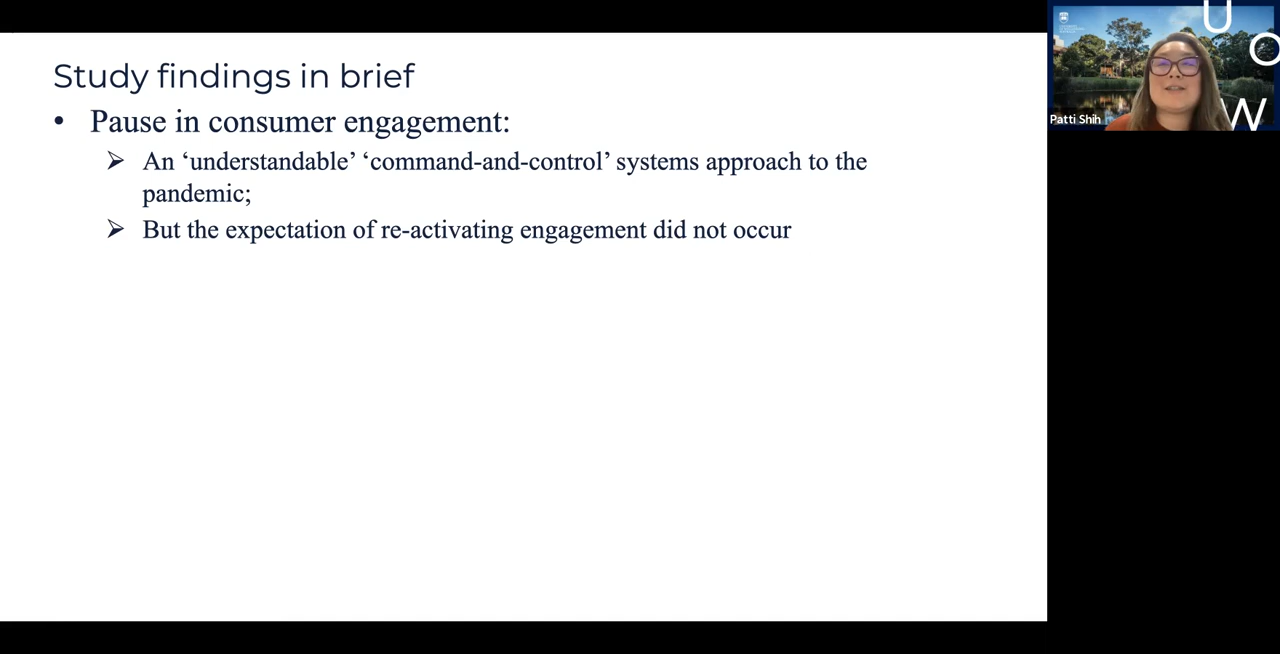 Study findings in brief
• Pause in consumer engagement:
➢ An ‘understandable’ ‘command-and-control’ systems approach to the
pandemic;
➢ But the expectation of re-activating engagement did not occur
U
O
W
Patti Shih